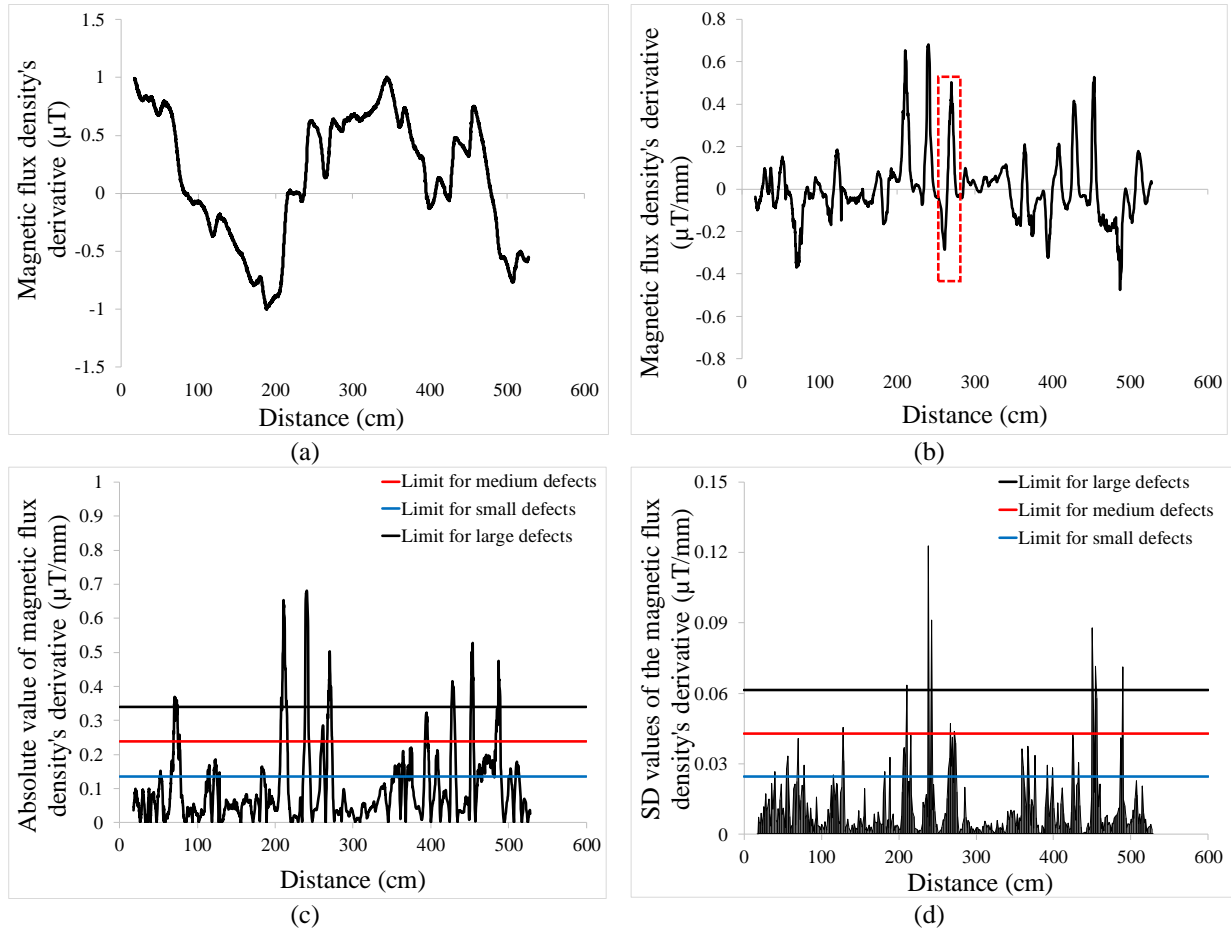 Magnetic flux density's
derivative (µT)
1.5
1
0.5
0
-0.5
-1
-1.5
0 100 200 300 400 500 600
Distance (cm)
(a)
Magnetic flux density's derivative
(µT/mm)
0.8
0.6
0.4
0.2
0
-0.2
-0.4
-0.6
-0.8
0 100 200 300 400 500 600
Distance (cm)
(b)
Absolute value of magnetic flux
density's derivative (µT/mm)
1
0.9
0.8
0.7
0.6
0.5
0.4
0.3
0.2
0.1
0
Limit for medium defects
Limit for small defects
Limit for large defects
0 100 200 300 400 500 600
Distance (cm)
(c)
SD values of the magnetic flux
density's derivative (µT/mm)
0.15
0.12
0.09
0.06
0.03
0
Limit for large defects
Limit for medium defects
Limit for small defects
0 100 200 300 400 500 600
Distance (cm)
(d)